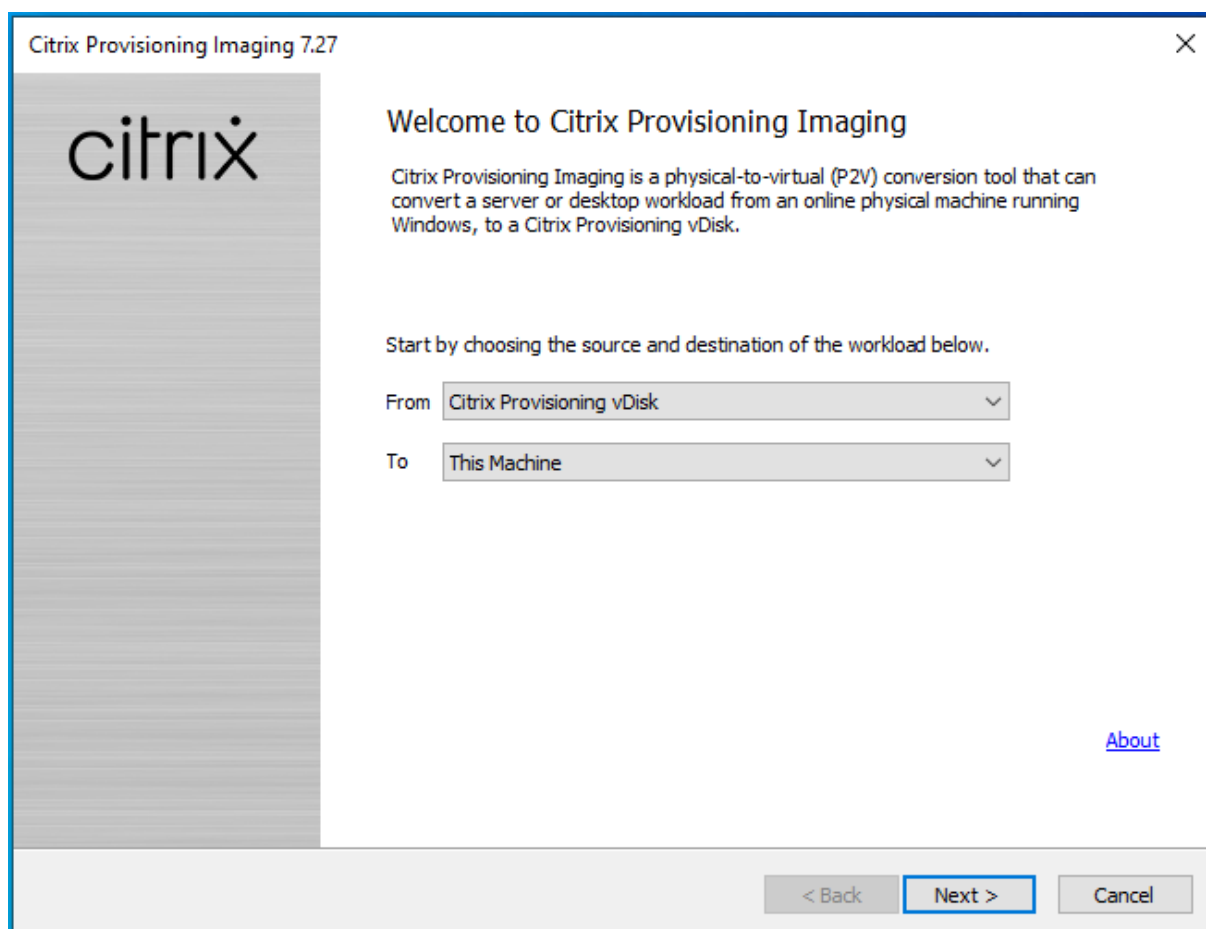 Citrix Provisioning Imaging 7.27
citrix
Welcome to Citrix Provisioning Imaging
Citrix Provisioning Imaging is a physical-to-virtual (P2V) conversion tool that can
convert a server or desktop workload from an online physical machine running
Windows, to a Citrix Provisioning vDisk.
Start by choosing the source and destination of the workload below.
From Citrix Provisioning vDisk
To This Machine
About
< Back Next > Cancel